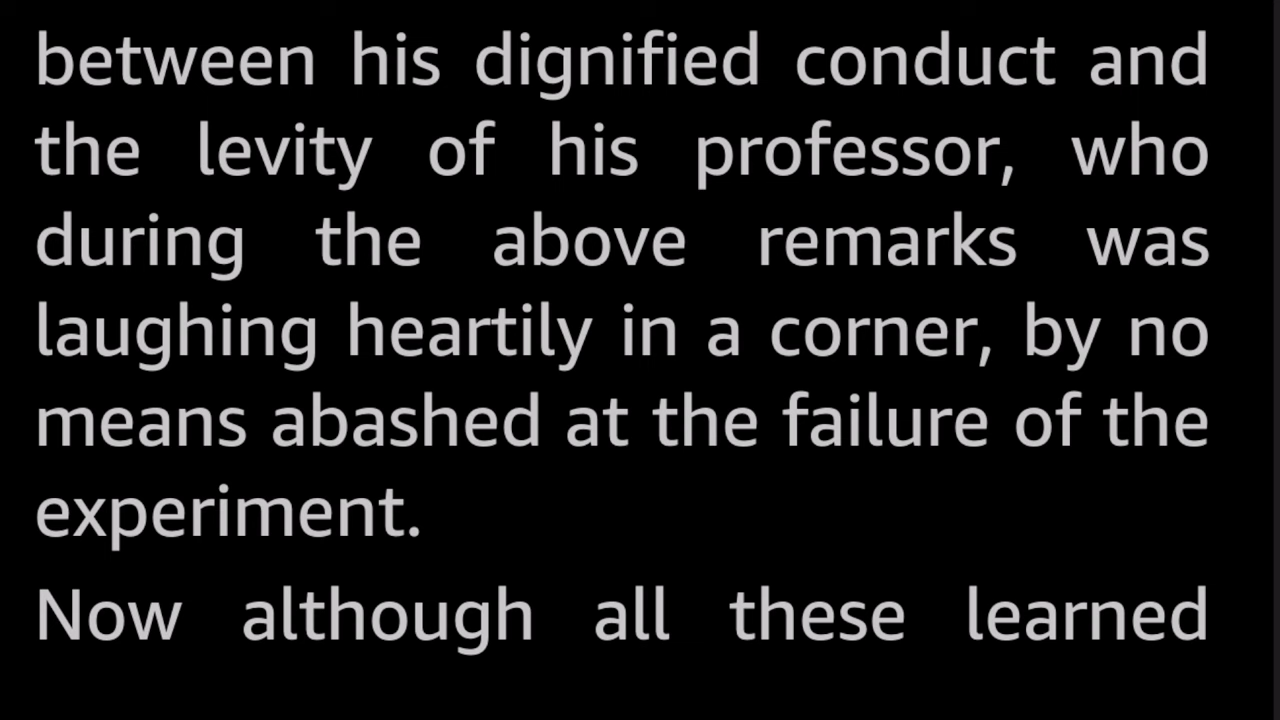 between his dignified conduct and
the levity of his professor, who
during the above remarks was
laughing heartily in a corner, by no
means abashed at the failure of the
experiment.
Now although all these learned